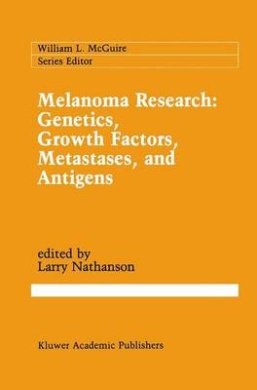 William L. McGuire
Series Editor
Melanoma Research:
Genetics,
Growth Factors,
Metastases, and
Antigens
edited by
Larry Nathanson
Kluwer Academic Publishers